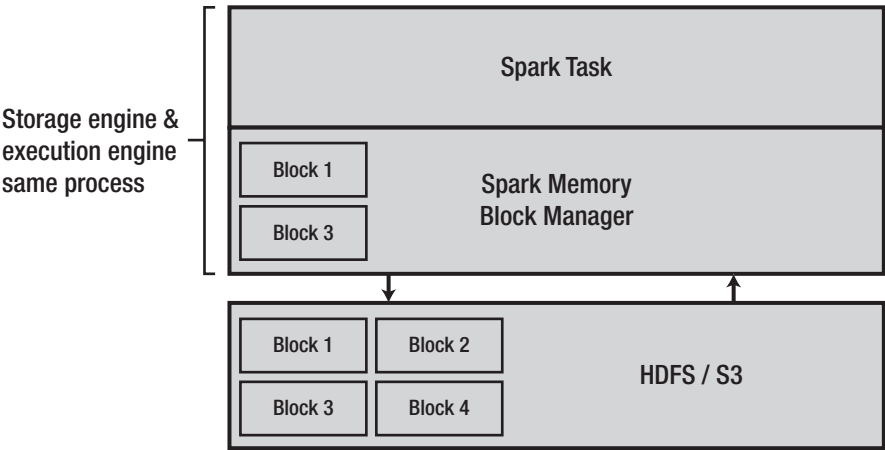 Spark Task
Storage engine &
execution engine
same process
Block 1
Spark Memory
Block Manager
Block 3
Block 1
Block 2
HDFS / S3
Block 3
Block 4